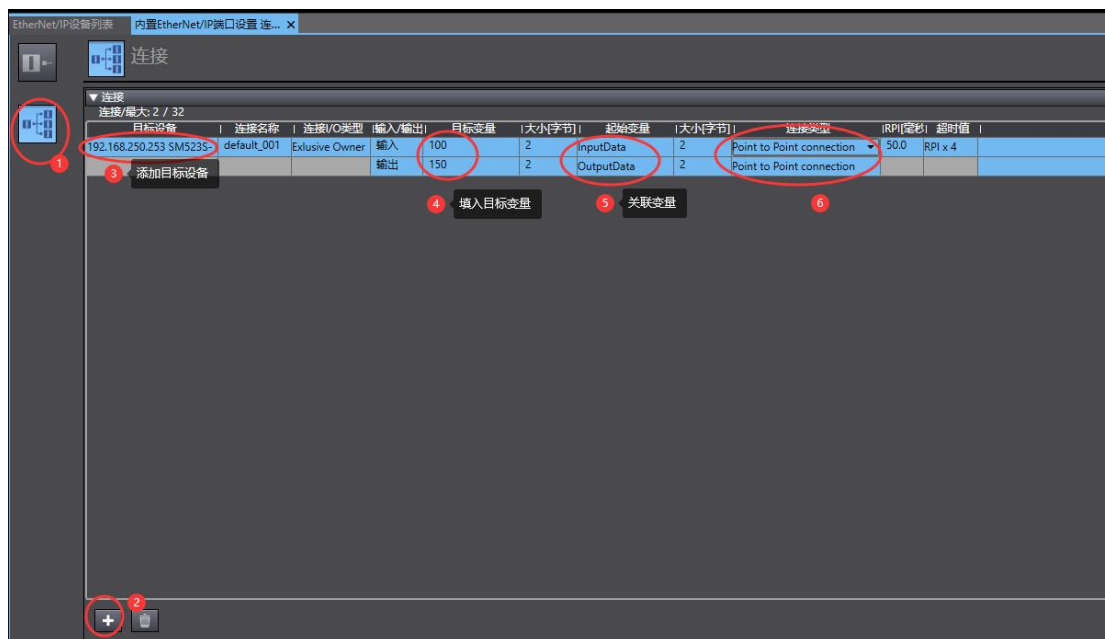 EtherNet/IP设备列表 内置EtherNet/IP端口设置 连... ×
连接
▼连接
连接/最大: 2 / 32
目标设备 连接名称 连接I/O类型 输入/输出 目标变量 大小[字节] 起始变量 大小[字节] 连接类型 RPI[毫秒] 超时值
192.168.250.253 SM523S- default_001 Exlusive Owner 输入 100 2 InputData 2 Point to Point connection 50.0 RPI x 4
输出 150 2 OutputData 2 Point to Point connection
1
3 添加目标设备
4 填入目标变量 5 关联变量 6
2